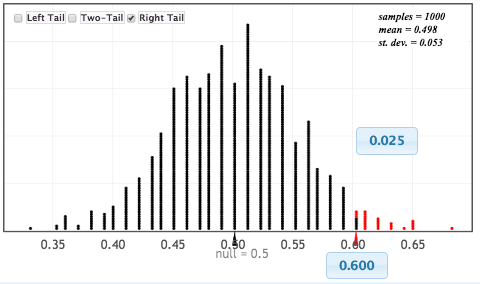 Left Tail Two-Tail Right Tail
samples = 1000
mean = 0.498
st. dev. = 0.053
0.025
0.35 0.40 0.45 0.50 0.55 0.60 0.65
null = 0.5
0.600